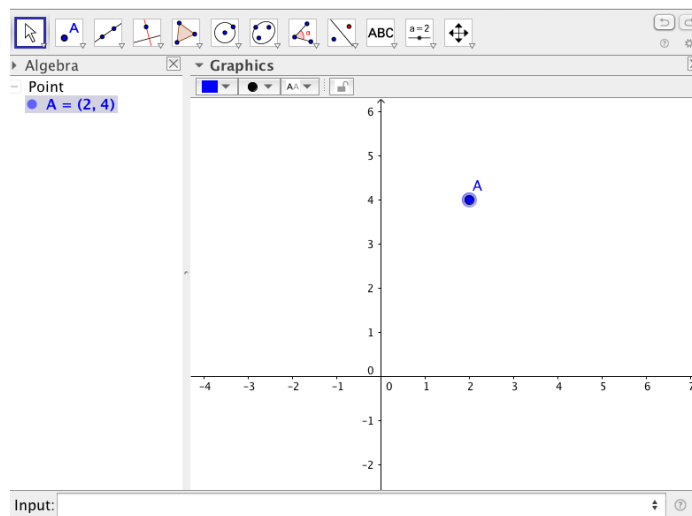 A
ABC
a=2
Algebra
Graphics
Point
A = (2, 4)
AA
6
5
4
3
2
1
0
-1
-2
-4 -3 -2 -1 0 1 2 3 4 5 6 7
A
Input: